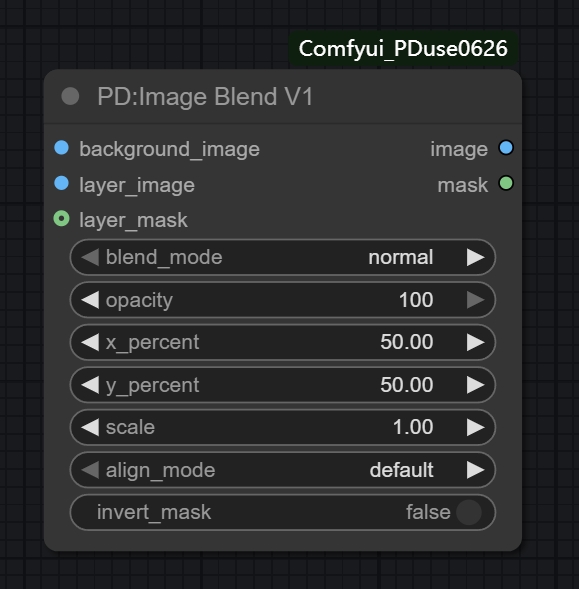 Comfyui_PDuse0626
PD:Image Blend V1
background_image image
layer_image mask
layer_mask
blend_mode normal
opacity 100
x_percent 50.00
y_percent 50.00
scale 1.00
align_mode default
invert_mask false